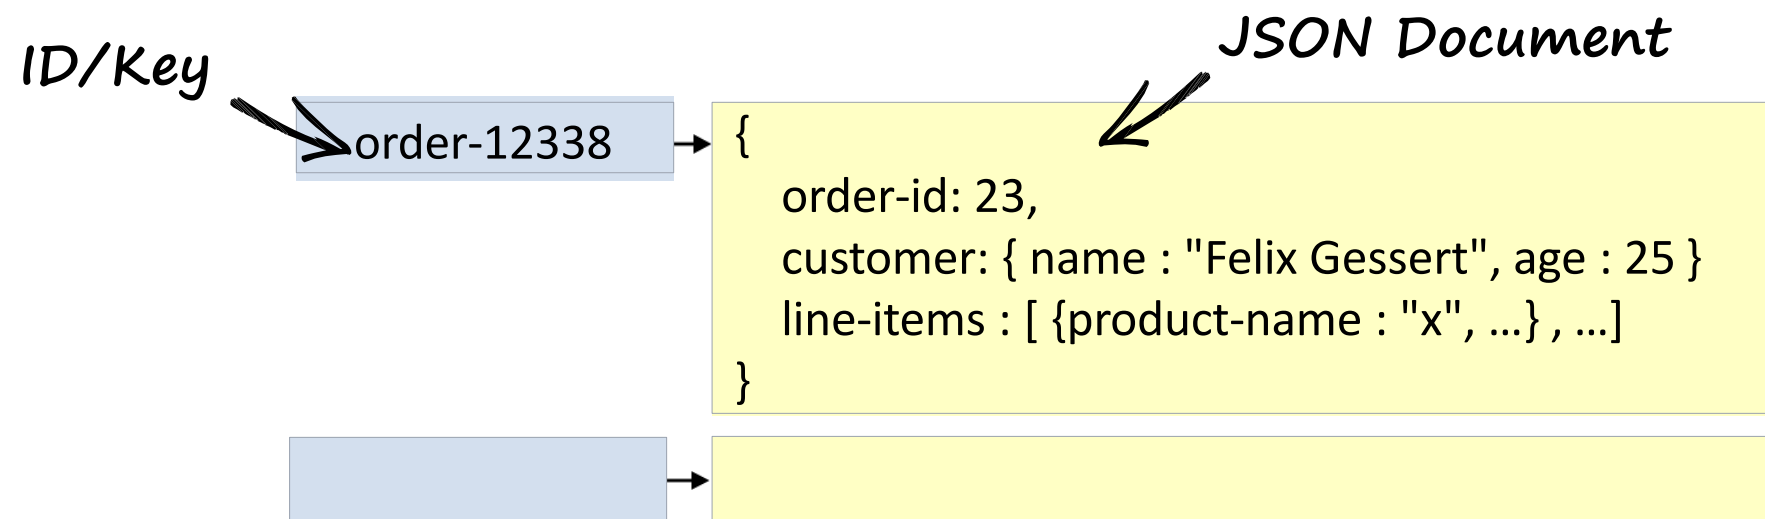 ID/Key
JSON Document
order-12338
{
order-id: 23,
customer: { name : "Felix Gessert", age : 25 }
line-items : [ {product-name : "x", …} , …]
}